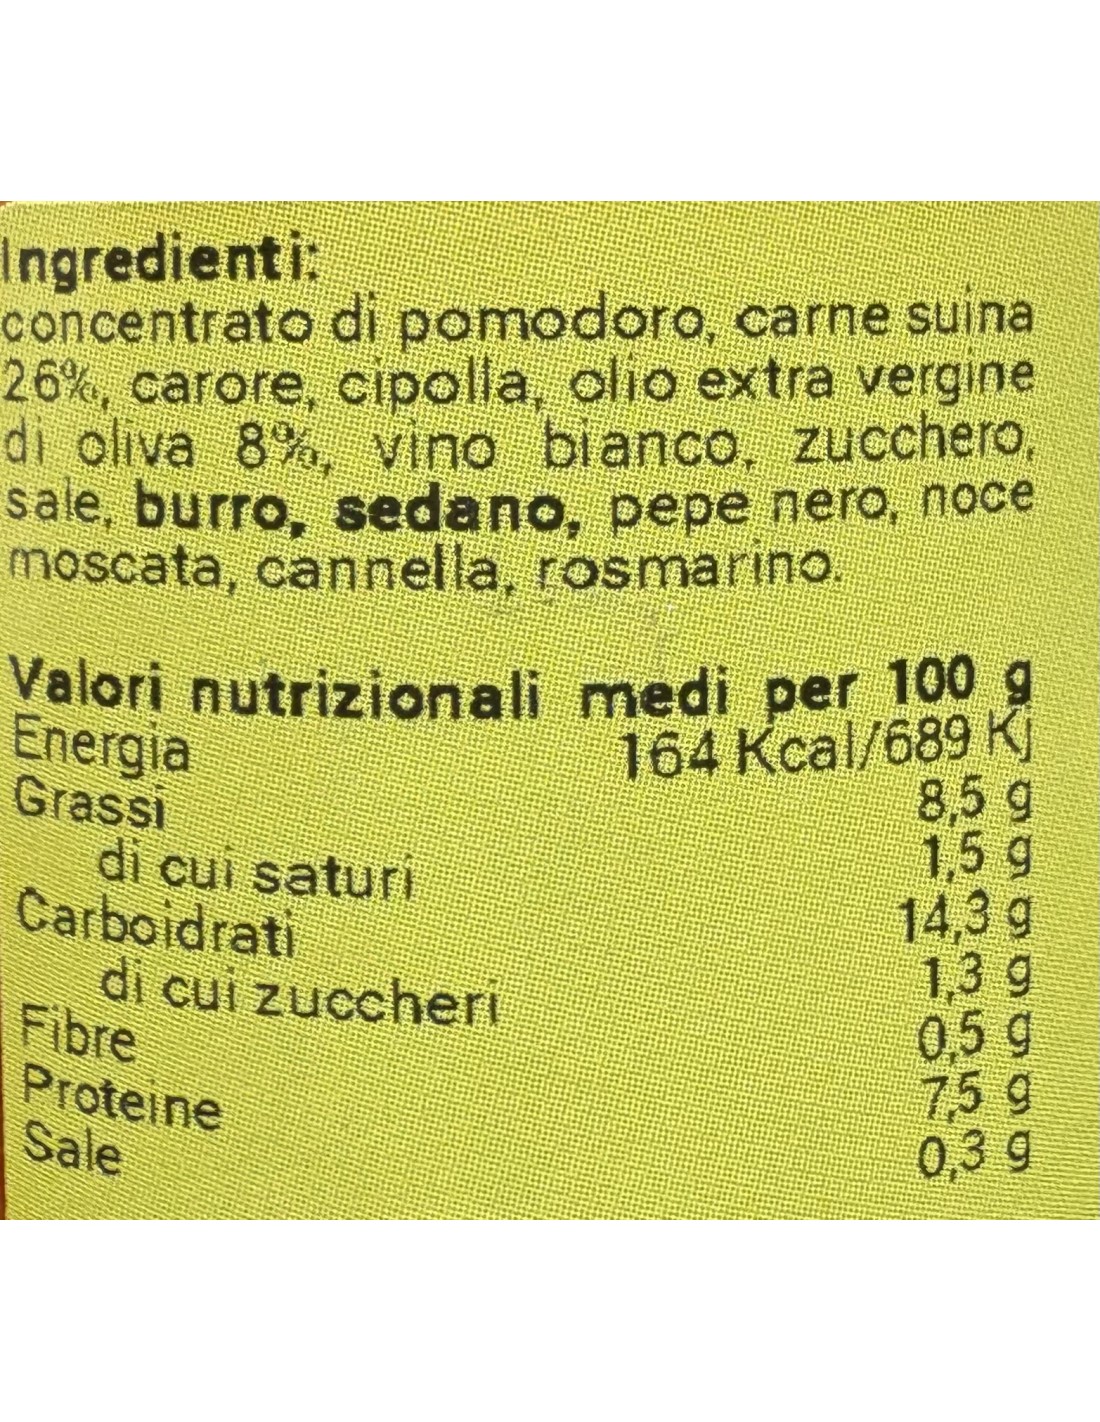 Ingredienti:
concentrato di pomodoro, carne suina
26%, carore, cipolla, olio extra vergine
di oliva 8%, vino bianco, zucchero,
sale, burro, sedano, pepe nero, noce
moscata, cannella, rosmarino.
Valori nutrizionali medi per 100 g
Energia 164 Kcal/689 Kj
Grassi 8,5 g
di cui saturi 1,5 g
Carboidrati 14,3 g
di cui zuccheri 1,3 g
Fibre 0,5 g
Proteine 7,5 g
Sale 0,3 g